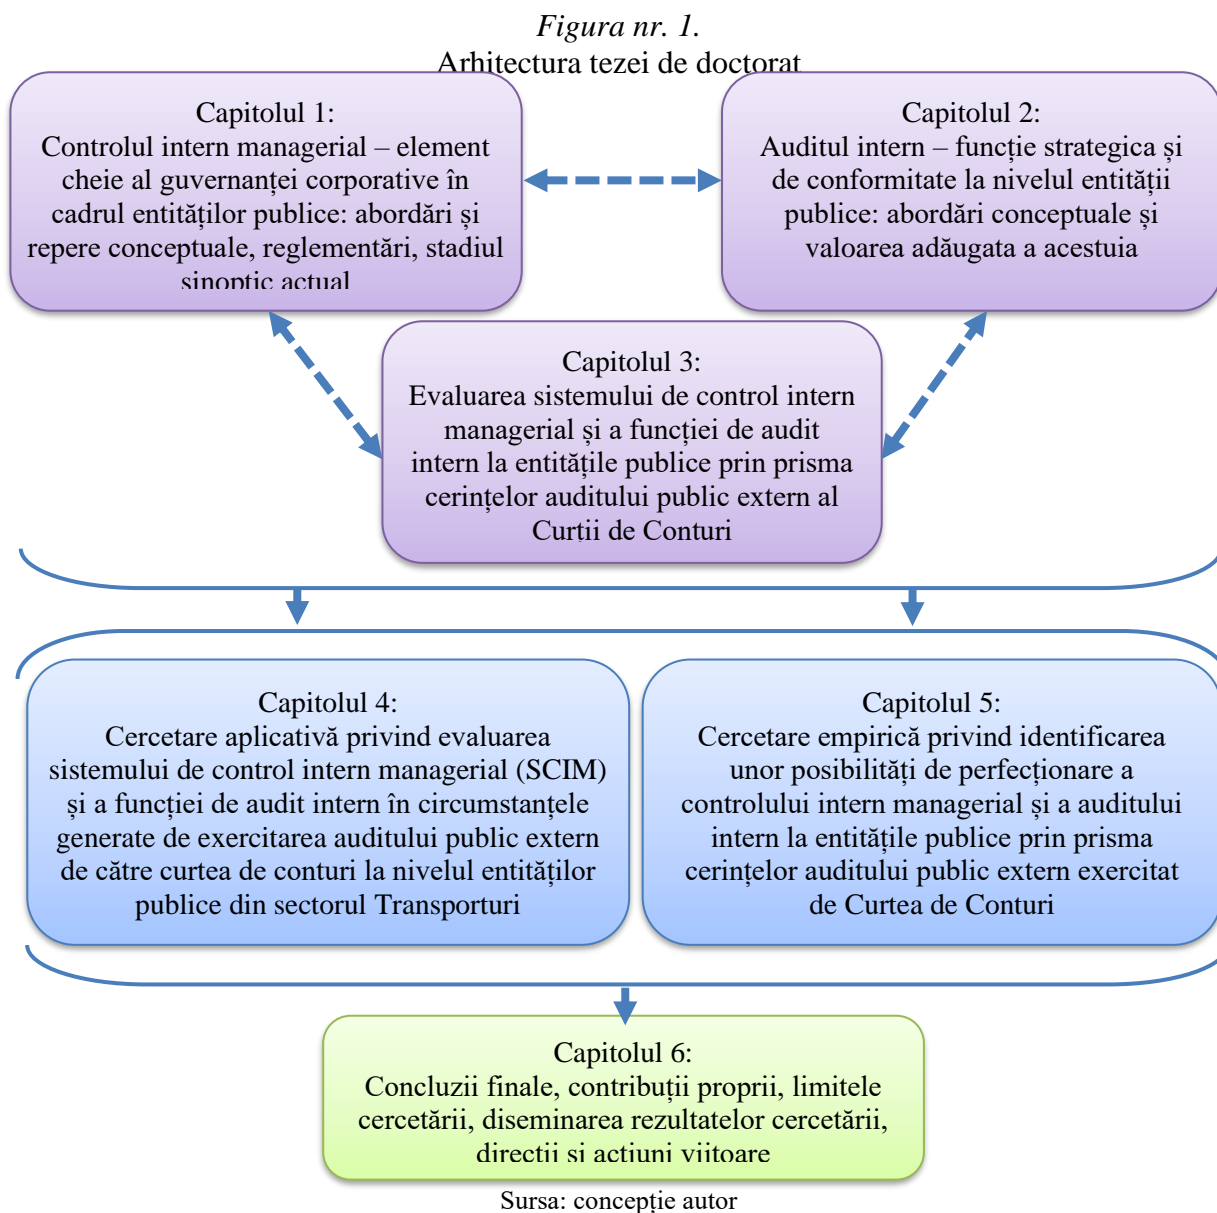 Figura nr. 1.
Arhitectura tezei de doctorat
Capitolul 1:
Controlul intern managerial – element
cheie al guvernanței corporative în
cadrul entităților publice: abordări și
repere conceptuale, reglementări, stadiul
sinoptic actual
Capitolul 2:
Auditul intern – funcție strategica și
de conformitate la nivelul entității
publice: abordări conceptuale și
valoarea adăugata a acestuia
Capitolul 3:
Evaluarea sistemului de control intern
managerial și a funcției de audit
intern la entitățile publice prin prisma
cerințelor auditului public extern al
Curții de Conturi
Capitolul 4:
Cercetare aplicativă privind evaluarea
sistemului de control intern managerial (SCIM)
și a funcției de audit intern în circumstanțele
generate de exercitarea auditului public extern
de către curtea de conturi la nivelul entităților
publice din sectorul Transporturi
Capitolul 5:
Cercetare empirică privind identificarea
unor posibilități de perfecționare a
controlului intern managerial și a auditului
intern la entitățile publice prin prisma
cerințelor auditului public extern exercitat
de Curtea de Conturi
Capitolul 6:
Concluzii finale, contribuții proprii, limitele
cercetării, diseminarea rezultatelor cercetării,
direcții și acțiuni viitoare
Sursa: concepție autor